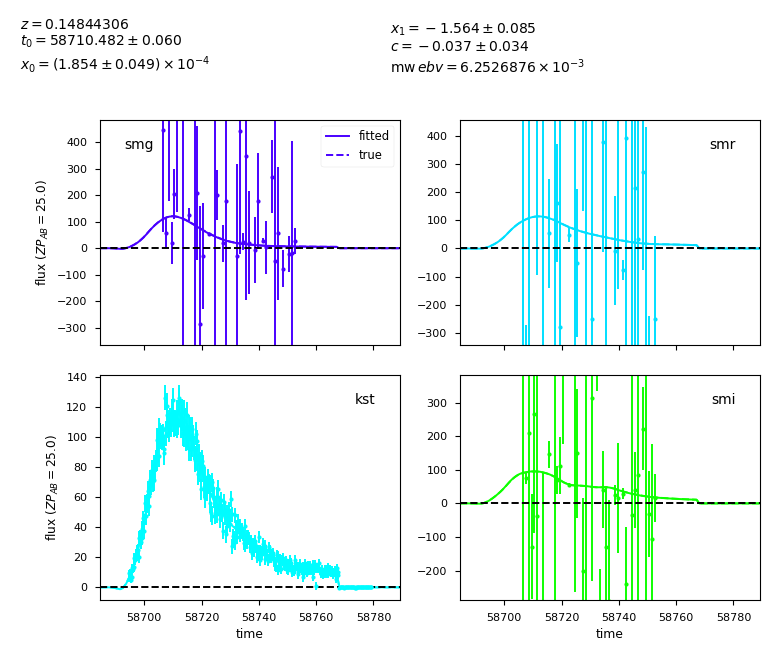 z = 0.14844306
t₀ = 58710.482 ± 0.060
x₀ = (1.854 ± 0.049) × 10⁻⁴
x₁ = −1.564 ± 0.085
c = −0.037 ± 0.034
mw ebv = 6.2526876 × 10⁻³
smg
fitted
true
400
300
200
100
0
−100
−200
−300
flux (ZP_AB = 25.0)
smr
400
300
200
100
0
−100
−200
−300
kst
140
120
100
80
60
40
20
0
flux (ZP_AB = 25.0)
58700 58720 58740 58760 58780
time
smi
300
200
100
0
−100
−200
58700 58720 58740 58760 58780
time